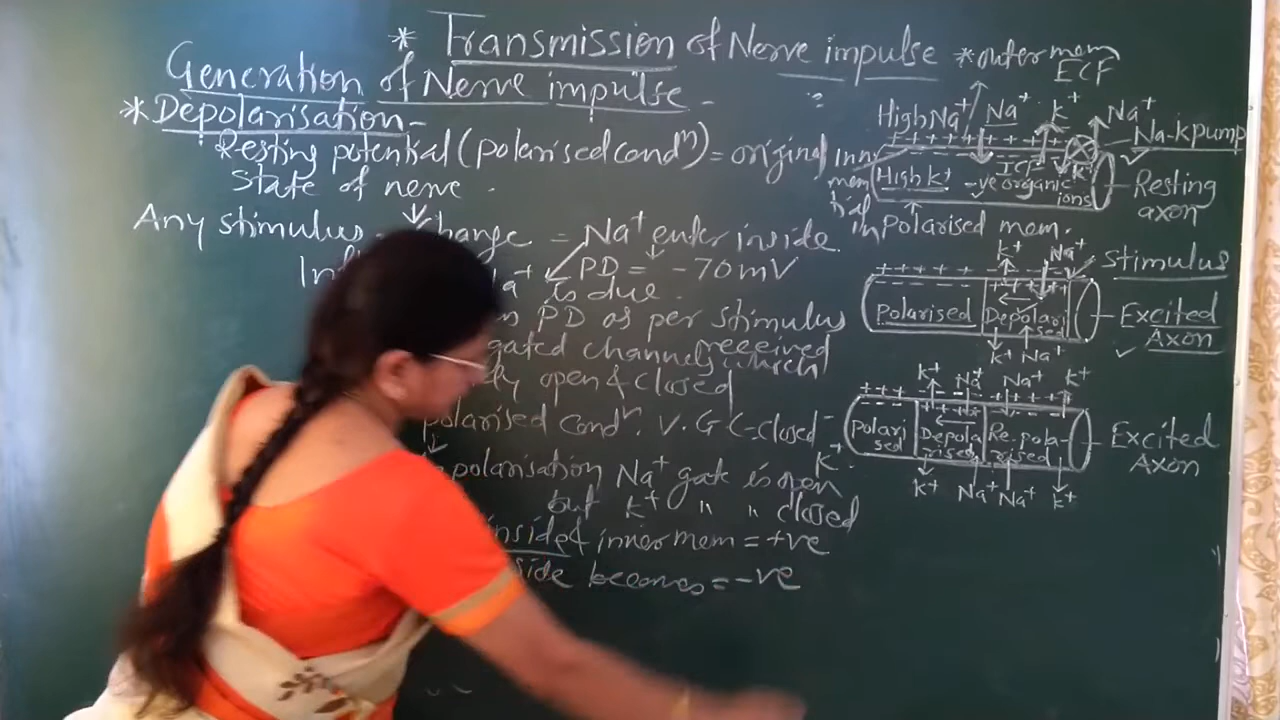 * Transmission of Nerve impulse
Generation of Nerve impulse -
* Depolarisation -
Resting potential (polarised condⁿ) = original
State of nerve
Any stimulus - Change = Na⁺ enter inside
PD = -70mV
is due
PD as per stimulus
gated channels received
which
open & closed
polarised condⁿ. V.G.C-closed -
K⁺
polarisation Na⁺ gate is open
but K⁺ " " closed
inside & inner mem = +ve
side becomes = -ve
* outer mem
ECF
High Na⁺ Na⁺ K⁺ Na⁺
+ + + + + + + +
Na-K pump
Inn
mem
High K⁺ ICF K⁺
-ve organic
ions
Resting
axon
Polarised mem.
K⁺ Na⁺
Stimulus
+ + + + + +
Polarised Depolarised
Excited
Axon
K⁺ Na⁺
K⁺ Na⁺ Na⁺ K⁺
+ + + +
Polarised Depolarised Re-polarised
Excited
Axon
K⁺ Na⁺ Na⁺ K⁺